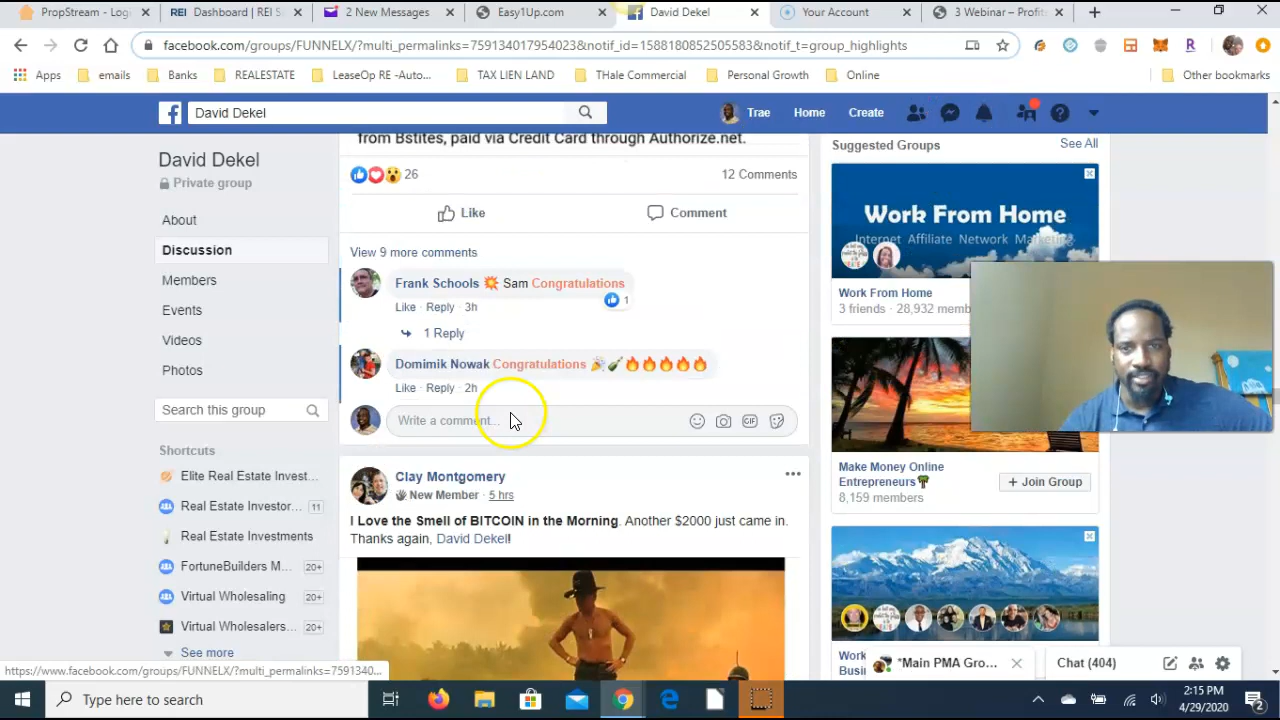 PropStream - Logi
REI Dashboard | REI S
2 New Messages
Easy1Up.com
David Dekel
Your Account
3 Webinar – Profits
facebook.com/groups/FUNNELX/?multi_permalinks=759134017954023&notif_id=1588180852505583&notif_t=group_highlights
Apps
emails
Banks
REALESTATE
LeaseOp RE -Auto...
TAX LIEN LAND
THale Commercial
Personal Growth
Online
Other bookmarks
David Dekel
Trae
Home
Create
David Dekel
Private group
About
Discussion
Members
Events
Videos
Photos
Search this group
Shortcuts
Elite Real Estate Invest...
Real Estate Investor... 11
Real Estate Investments
FortuneBuilders M... 20+
Virtual Wholesaling 20+
Virtual Wholesalers... 20+
See more
from Bstites, paid via Credit Card through Authorize.net.
26
12 Comments
Like
Comment
View 9 more comments
Frank Schools 💥 Sam Congratulations
1
Like · Reply · 3h
1 Reply
Domimik Nowak Congratulations 🎉🍾🔥🔥🔥🔥🔥
Like · Reply · 2h
Write a comment...
Clay Montgomery
New Member · 5 hrs
I Love the Smell of BITCOIN in the Morning. Another $2000 just came in.
Thanks again, David Dekel!
Suggested Groups
See All
Work From Home
Internet Affiliate Network Marketing
Work From Home
3 friends · 28,932 memb
Make Money Online
Entrepreneurs🌳
8,159 members
+ Join Group
Work
Busi
*Main PMA Gro...
Chat (404)
https://www.facebook.com/groups/FUNNELX/?multi_permalinks=7591340...
Type here to search
2:15 PM
4/29/2020
2